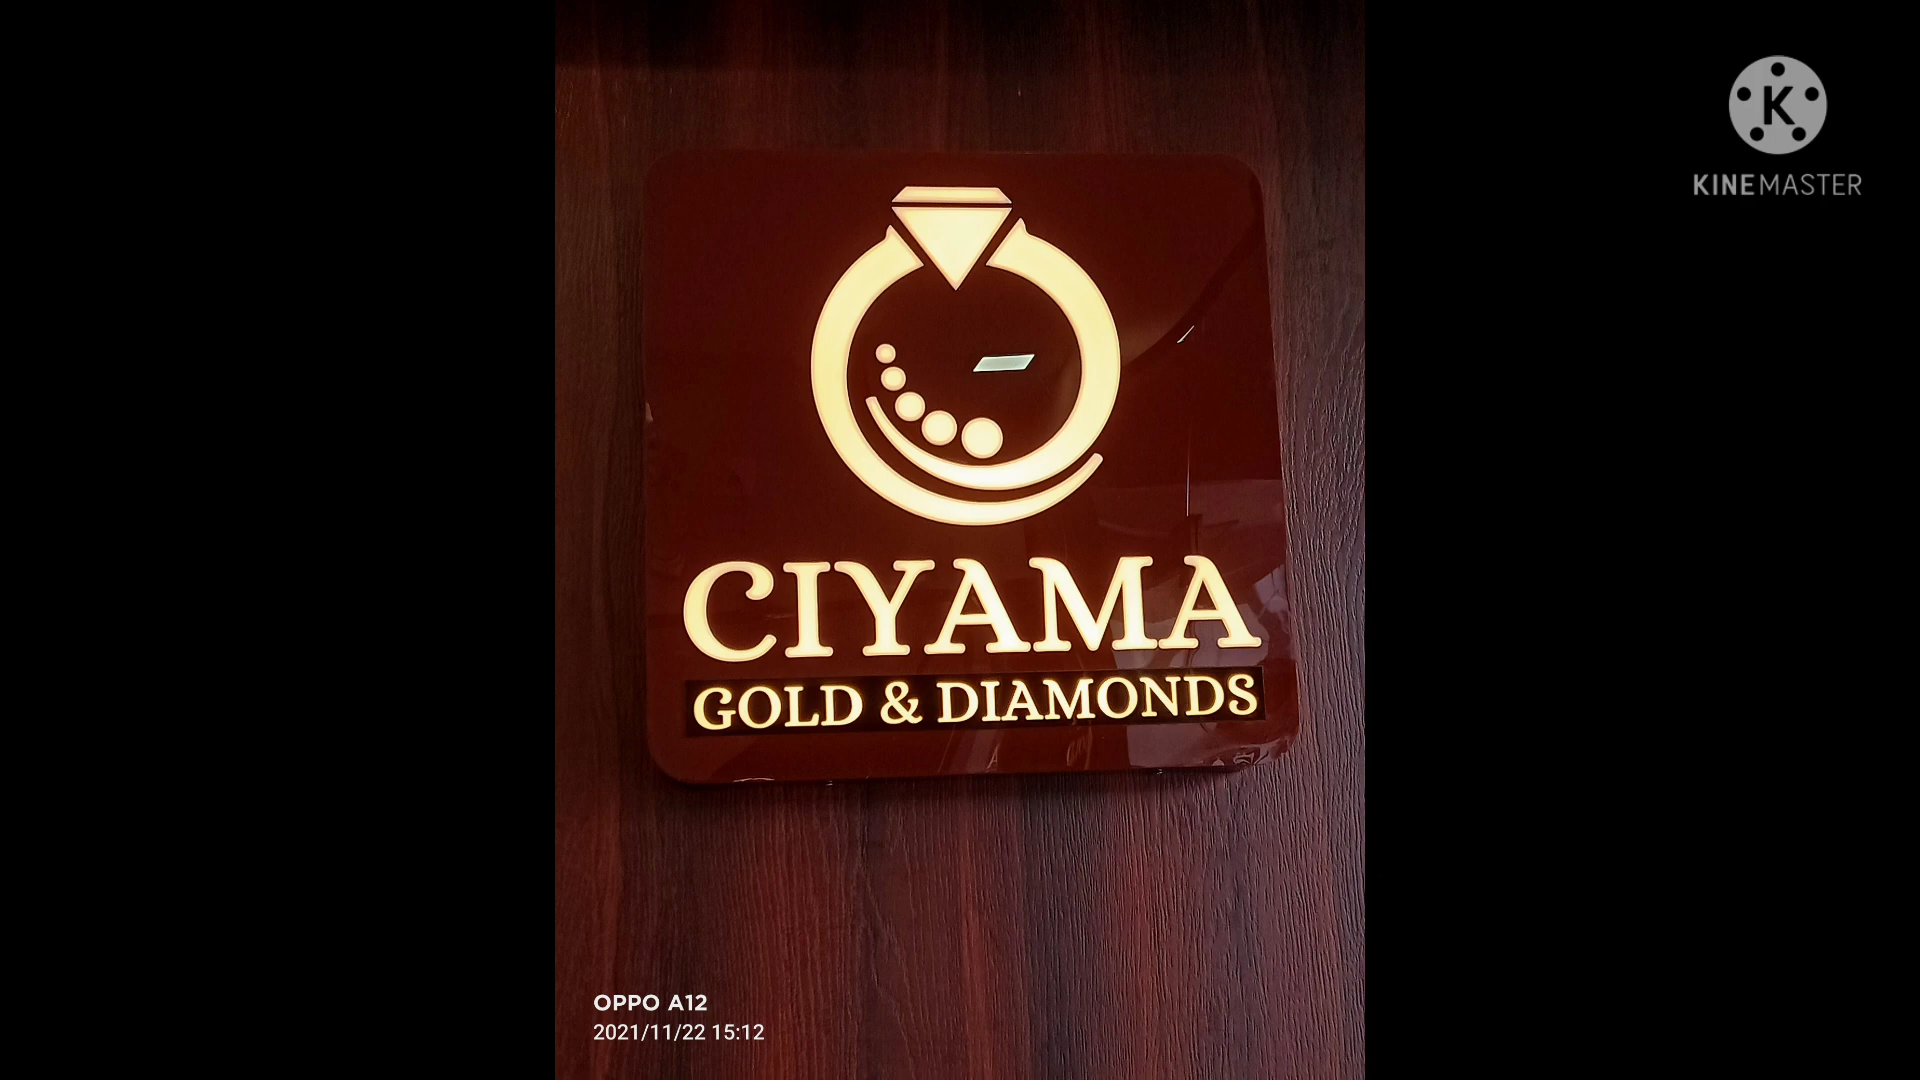 K
KINEMASTER
CIYAMA
GOLD & DIAMONDS
OPPO A12
2021/11/22 15:12